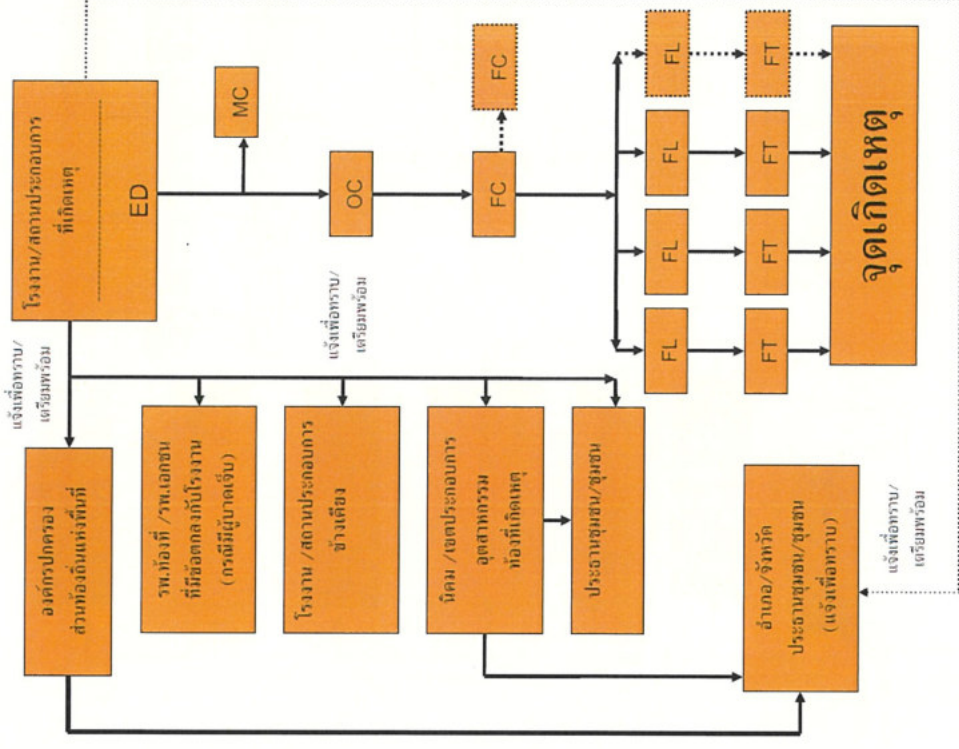 โรงงาน/สถานประกอบการ
ที่เกิดเหตุ
ED
MC
OC
FC
FC
FL
FL
FL
FL
FT
FT
FT
FT
จุดเกิดเหตุ
แจ้งเพื่อทราบ/
เตรียมพร้อม
แจ้งเพื่อทราบ/
เตรียมพร้อม
องค์กรปกครอง
ส่วนท้องถิ่นแห่งพื้นที่
รพ.ท้องที่ /รพ.เอกชน
ที่มีข้อตกลงกับโรงงาน
(กรณีมีผู้บาดเจ็บ)
โรงงาน /สถานประกอบการ
ข้างเคียง
นิคม /เขตประกอบการ
อุตสาหกรรม
ท้องที่เกิดเหตุ
ประธานชุมชน/ชุมชน
อำเภอ/จังหวัด
ประธานชุมชน/ชุมชน
(แจ้งเพื่อทราบ)
แจ้งเพื่อทราบ/
เตรียมพร้อม